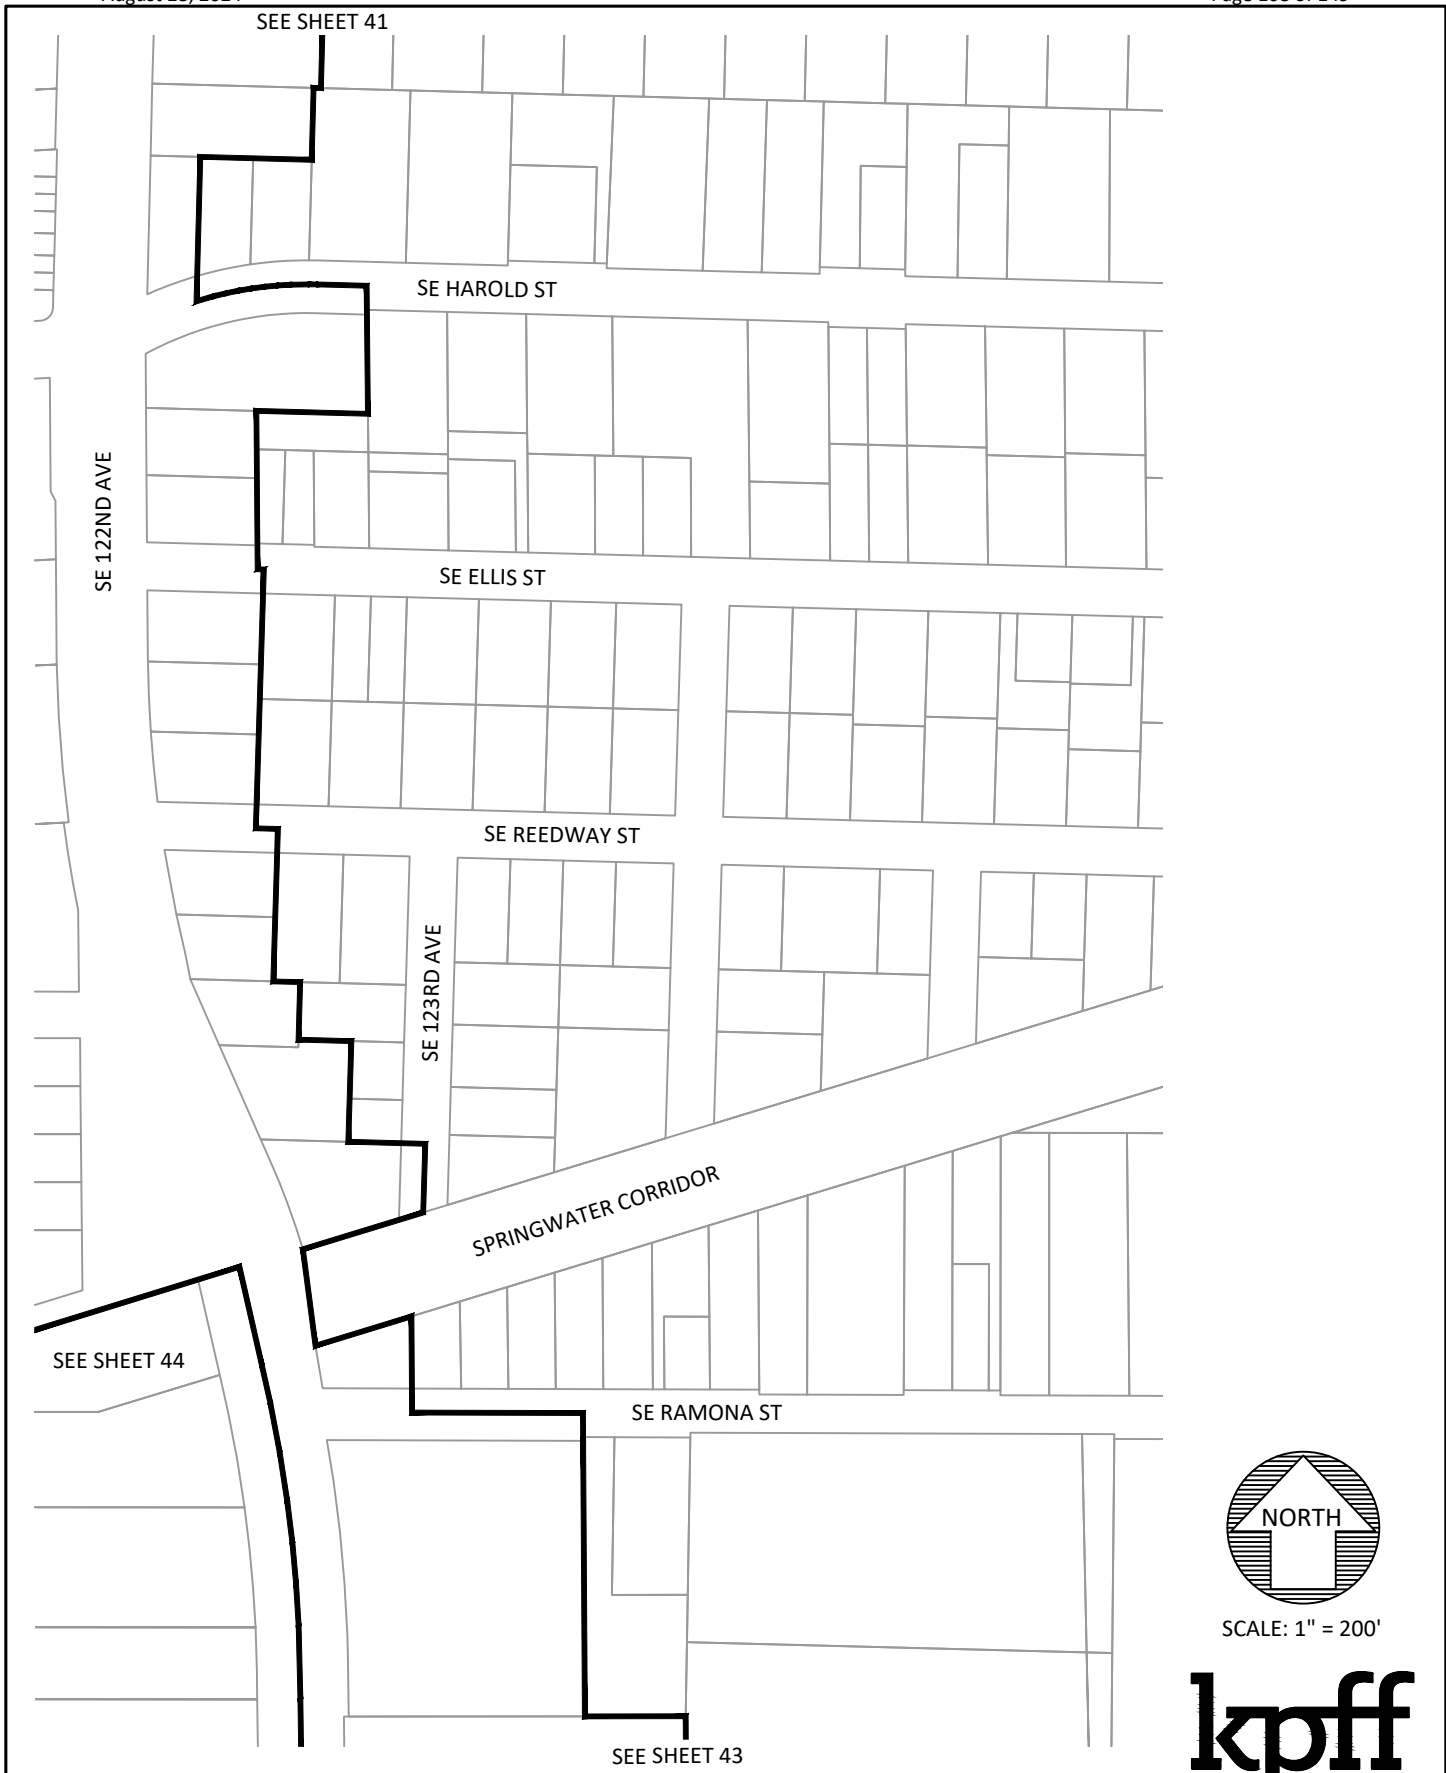 SEE SHEET 41
SE HAROLD ST
SE 122ND AVE
SE ELLIS ST
SE REEDWAY ST
SE 123RD AVE
SPRINGWATER CORRIDOR
SEE SHEET 44
SE RAMONA ST
NORTH
SCALE: 1" = 200'
SEE SHEET 43
kpff